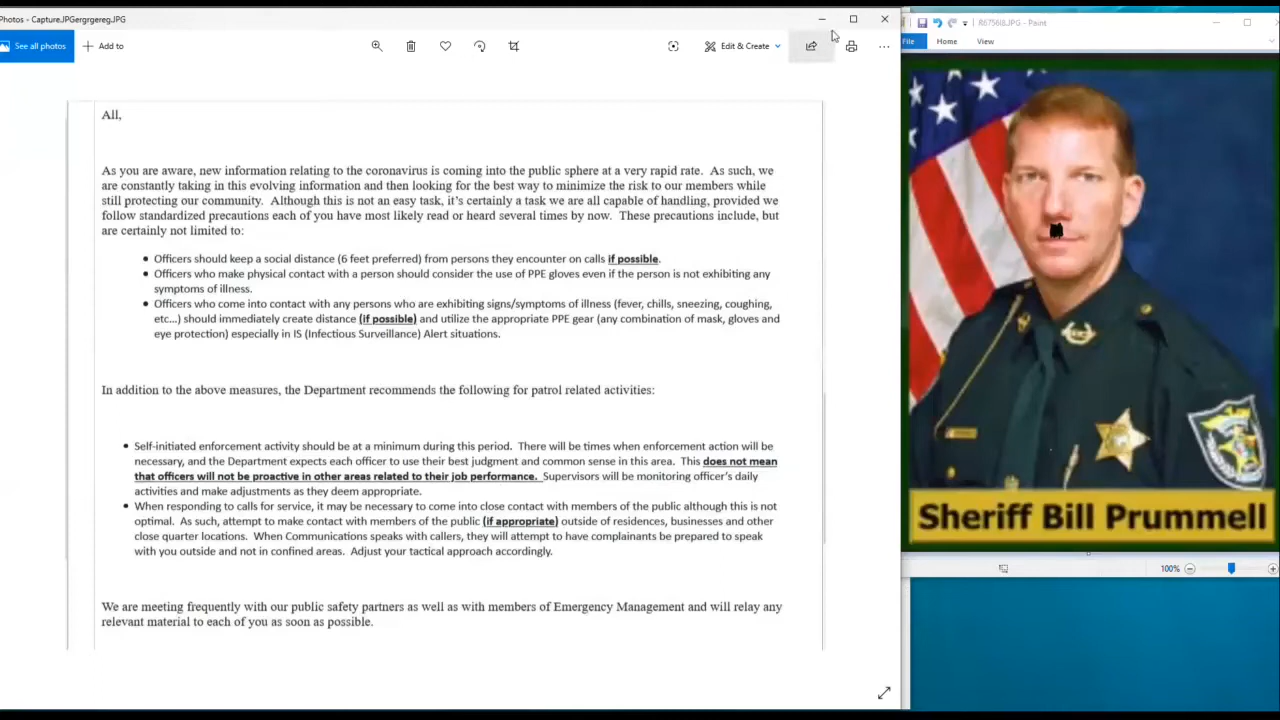 Photos - CaptureJPGergrgereg.JPG
See all photos
Add to
Edit & Create
All,
As you are aware, new information relating to the coronavirus is coming into the public sphere at a very rapid rate. As such, we
are constantly taking in this evolving information and then looking for the best way to minimize the risk to our members while
still protecting our community. Although this is not an easy task, it's certainly a task we are all capable of handling, provided we
follow standardized precautions each of you have most likely read or heard several times by now. These precautions include, but
are certainly not limited to:
Officers should keep a social distance (6 feet preferred) from persons they encounter on calls if possible.
Officers who make physical contact with a person should consider the use of PPE gloves even if the person is not exhibiting any
symptoms of illness.
Officers who come into contact with any persons who are exhibiting signs/symptoms of illness (fever, chills, sneezing, coughing,
etc...) should immediately create distance (if possible) and utilize the appropriate PPE gear (any combination of mask, gloves and
eye protection) especially in IS (Infectious Surveillance) Alert situations.
In addition to the above measures, the Department recommends the following for patrol related activities:
Self-initiated enforcement activity should be at a minimum during this period. There will be times when enforcement action will be
necessary, and the Department expects each officer to use their best judgment and common sense in this area. This does not mean
that officers will not be proactive in other areas related to their job performance. Supervisors will be monitoring officer's daily
activities and make adjustments as they deem appropriate.
When responding to calls for service, it may be necessary to come into close contact with members of the public although this is not
optimal. As such, attempt to make contact with members of the public (if appropriate) outside of residences, businesses and other
close quarter locations. When Communications speaks with callers, they will attempt to have complainants be prepared to speak
with you outside and not in confined areas. Adjust your tactical approach accordingly.
We are meeting frequently with our public safety partners as well as with members of Emergency Management and will relay any
relevant material to each of you as soon as possible.
- Paint
File
Home
View
Sheriff Bill Prummell
100%